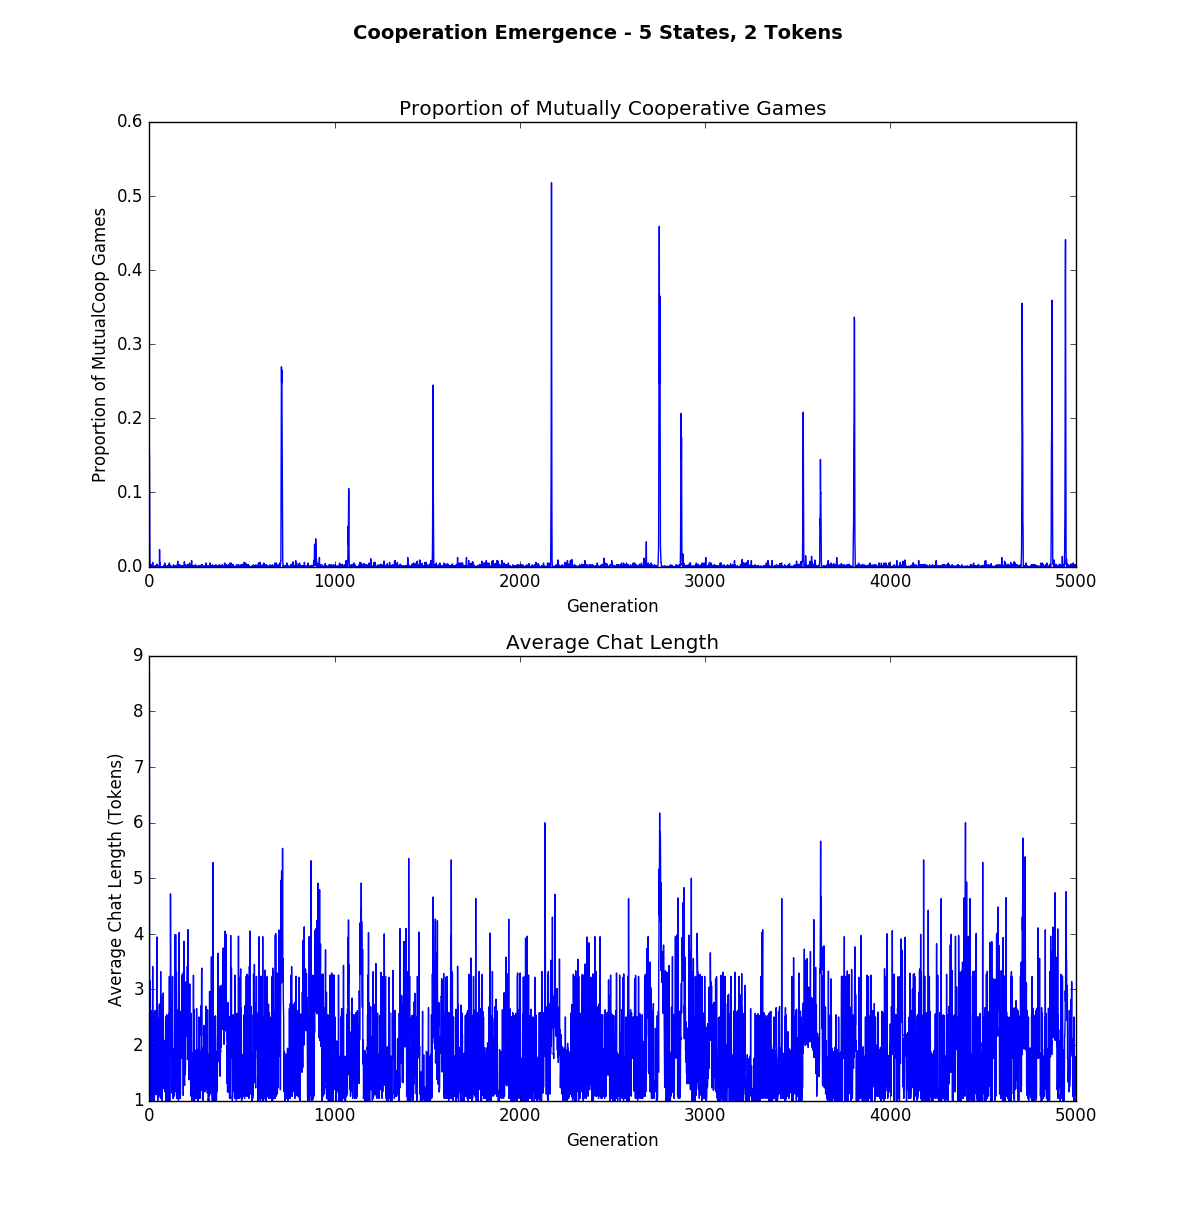 Cooperation Emergence - 5 States, 2 Tokens
Proportion of Mutually Cooperative Games
0.6
0.5
0.4
0.3
0.2
0.1
0.0
Proportion of MutualCoop Games
0 1000 2000 3000 4000 5000
Generation
Average Chat Length
9
8
7
6
5
4
3
2
1
Average Chat Length (Tokens)
0 1000 2000 3000 4000 5000
Generation